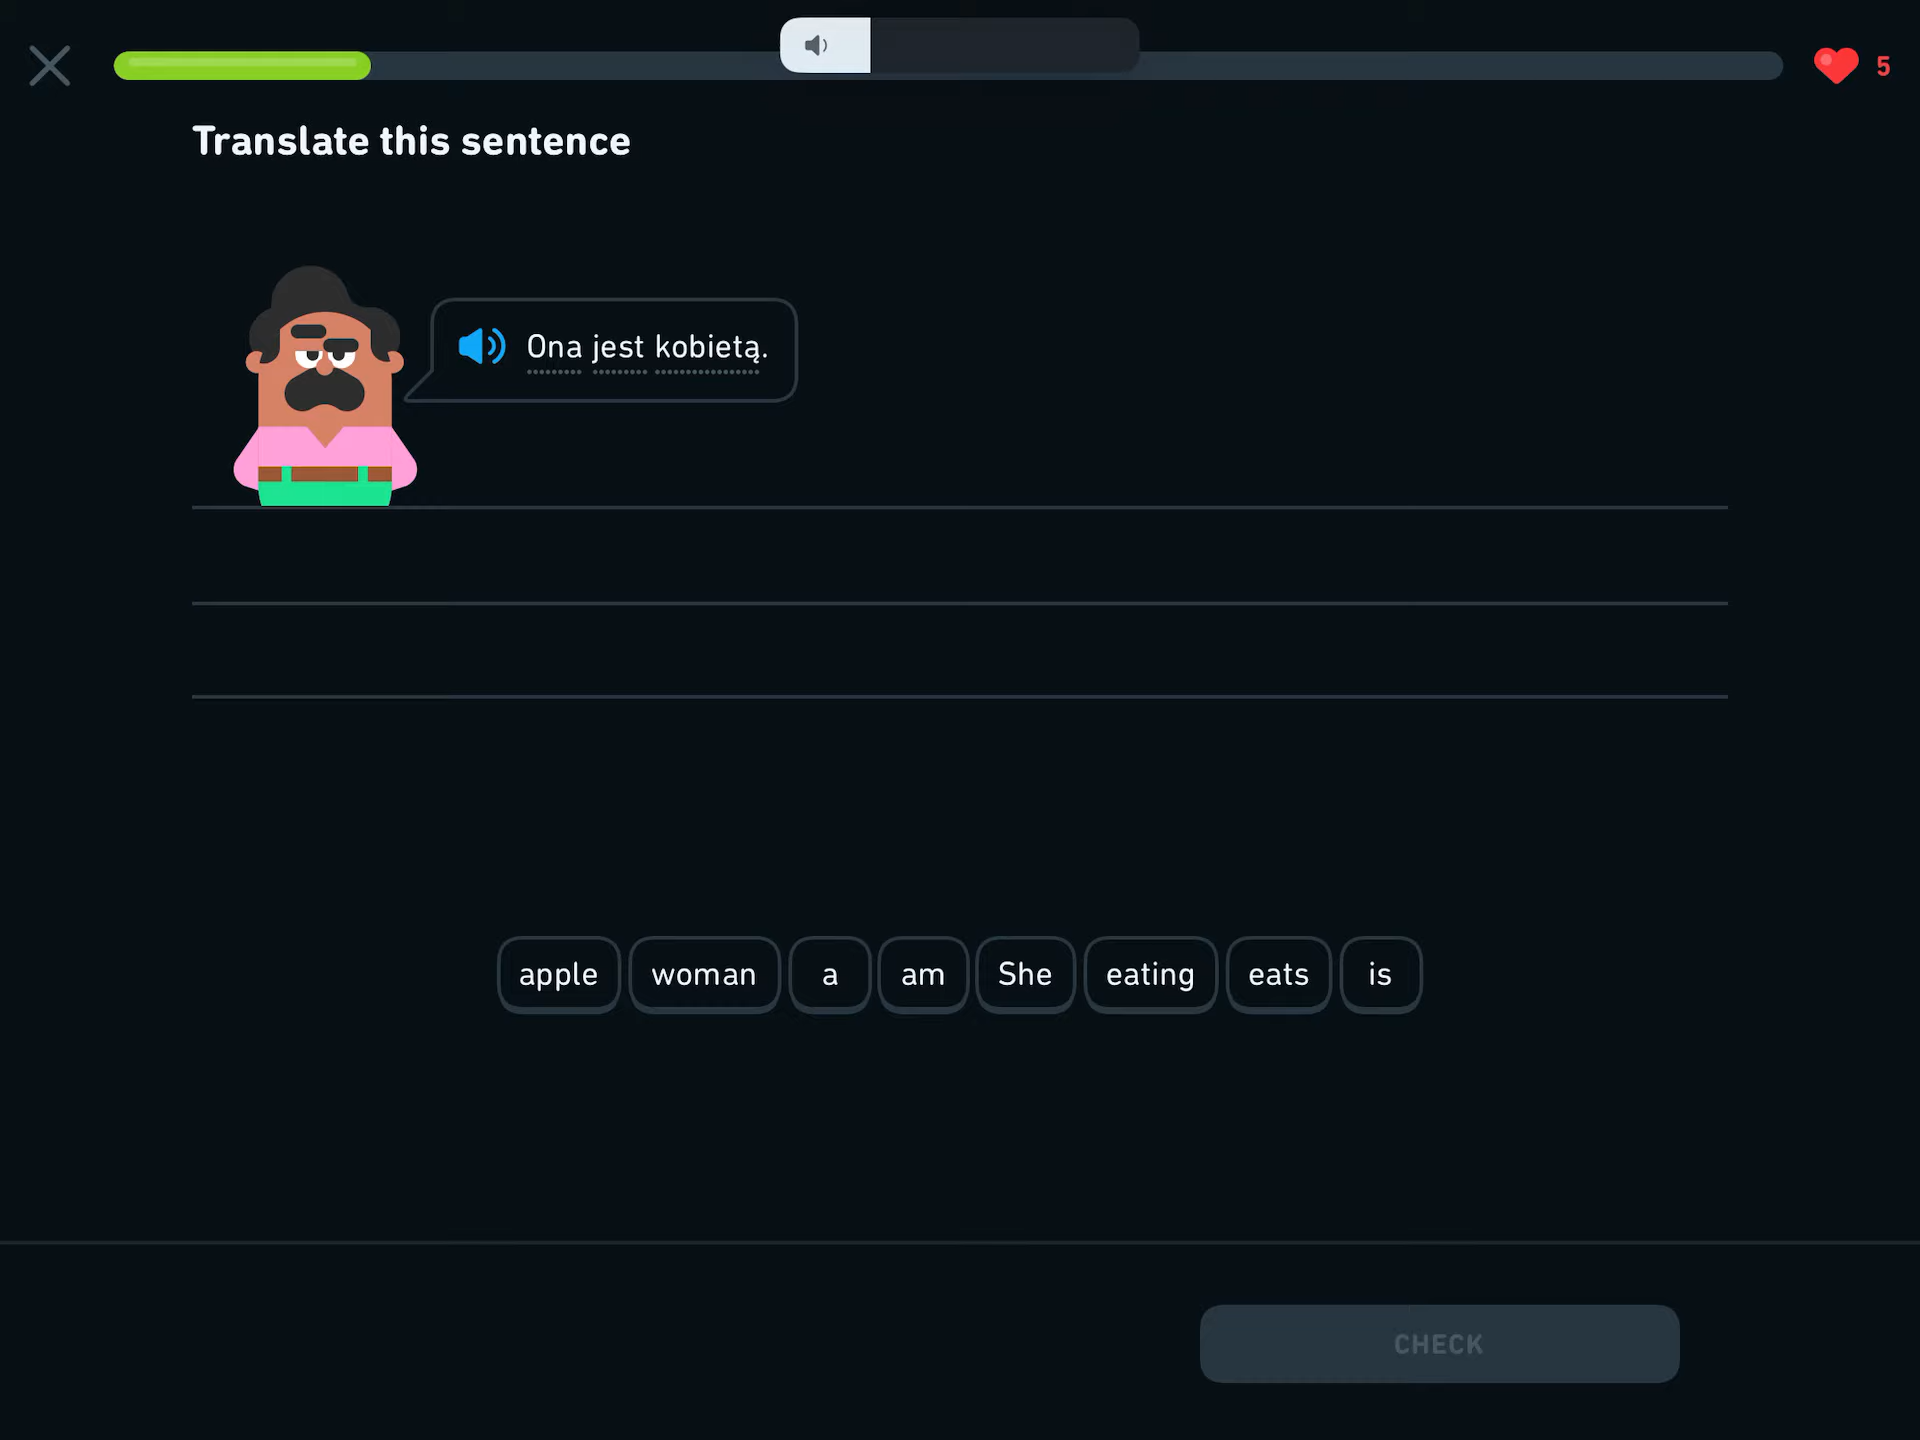 5
Translate this sentence
Ona jest kobietą.
apple woman a am She eating eats is
CHECK